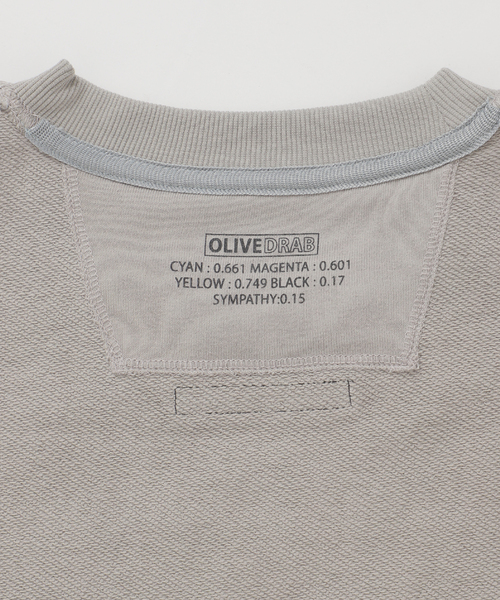 OLIVEDRAB
CYAN : 0.661 MAGENTA : 0.601
YELLOW : 0.749 BLACK : 0.17
SYMPATHY:0.15